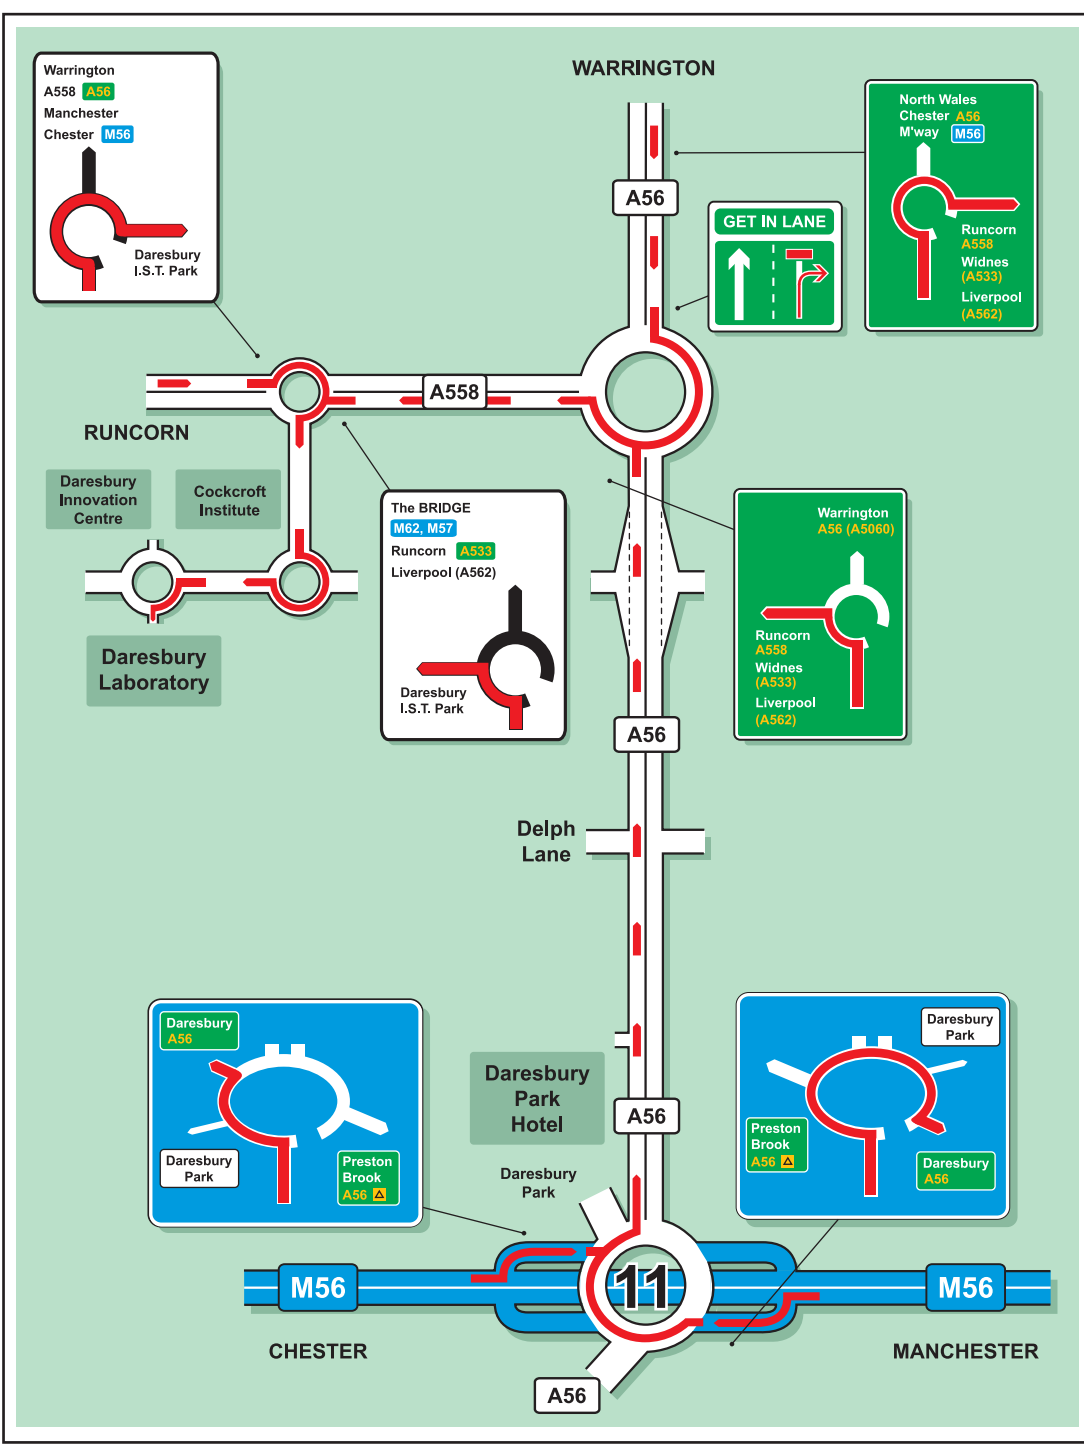 WARRINGTON
Warrington
A558 A56
Manchester
Chester M56
Daresbury
I.S.T. Park
North Wales
Chester A56
M'way M56
Runcorn
A558
Widnes
(A533)
Liverpool
(A562)
A56
GET IN LANE
A558
RUNCORN
Daresbury
Innovation
Centre
Cockcroft
Institute
Daresbury
Laboratory
The BRIDGE
M62, M57
Runcorn A533
Liverpool (A562)
Daresbury
I.S.T. Park
Warrington
A56 (A5060)
Runcorn
A558
Widnes
(A533)
Liverpool
(A562)
A56
Delph
Lane
Daresbury
A56
Daresbury
Park
Preston
Brook
A56
Daresbury
Park
Hotel
A56
Daresbury
Park
Daresbury
Park
Preston
Brook
A56
Daresbury
A56
M56
11
M56
CHESTER
MANCHESTER
A56